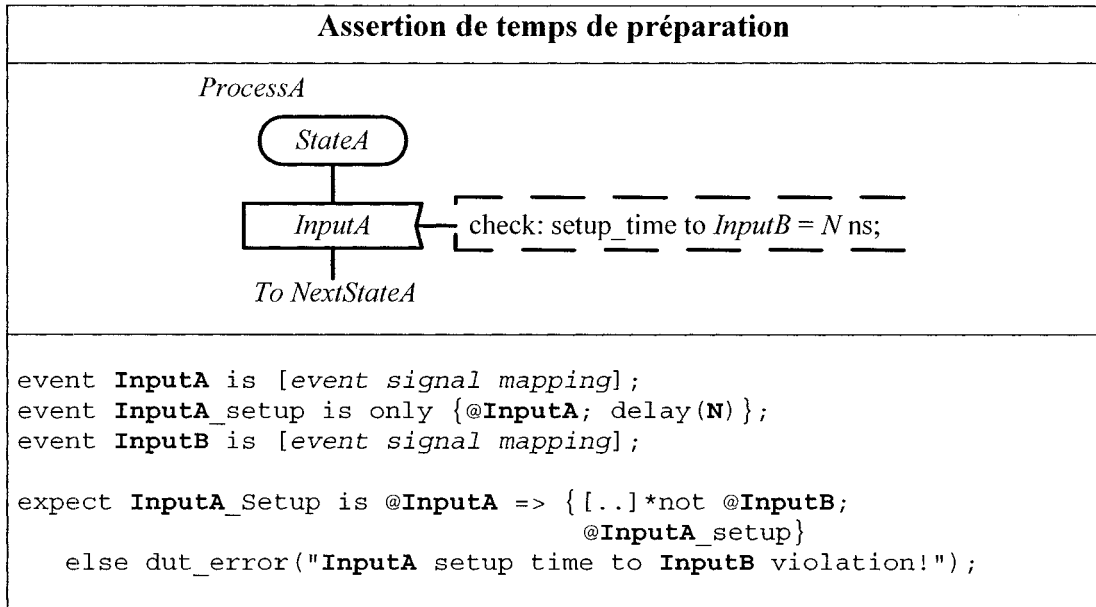 Assertion de temps de préparation
ProcessA
StateA
InputA
check: setup_time to InputB = N ns;
To NextStateA
event InputA is [event signal mapping];
event InputA_setup is only {@InputA; delay(N)};
event InputB is [event signal mapping];
expect InputA_Setup is @InputA => {[..]*not @InputB;
@InputA_setup}
else dut_error("InputA setup time to InputB violation!");